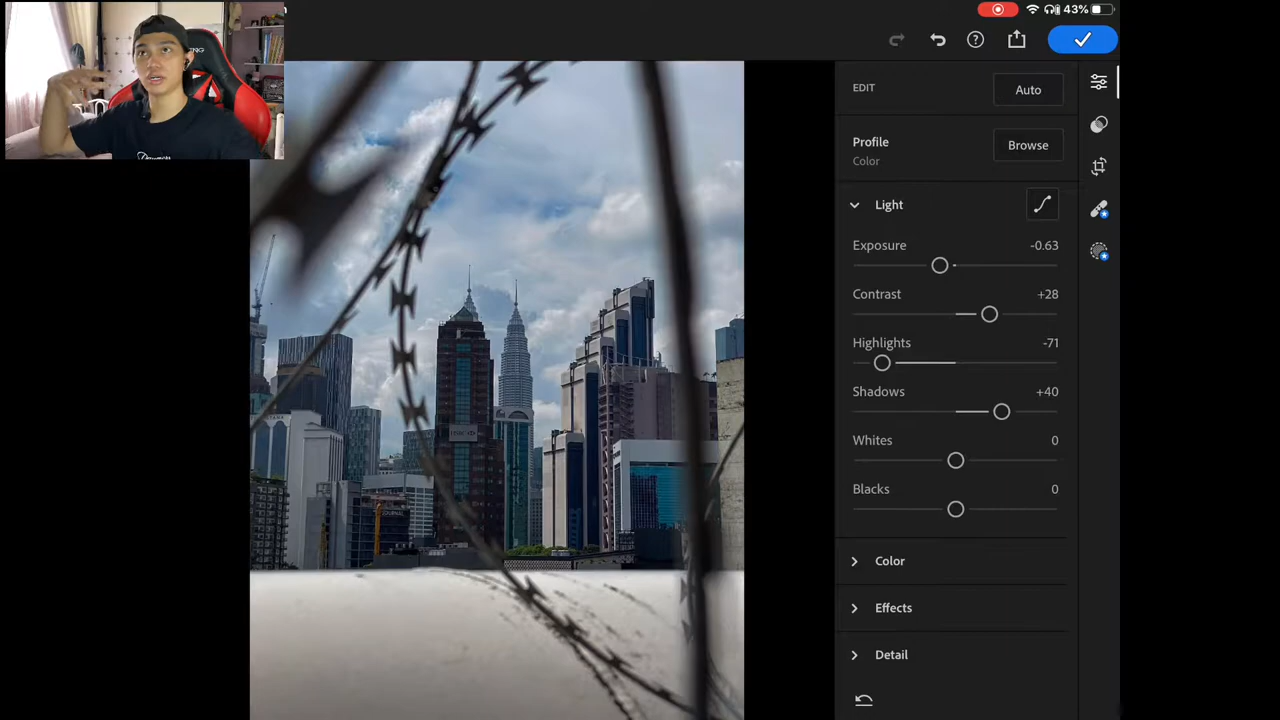 43%
EDIT
Auto
Profile
Color
Browse
Light
Exposure -0.63
Contrast +28
Highlights -71
Shadows +40
Whites 0
Blacks 0
Color
Effects
Detail